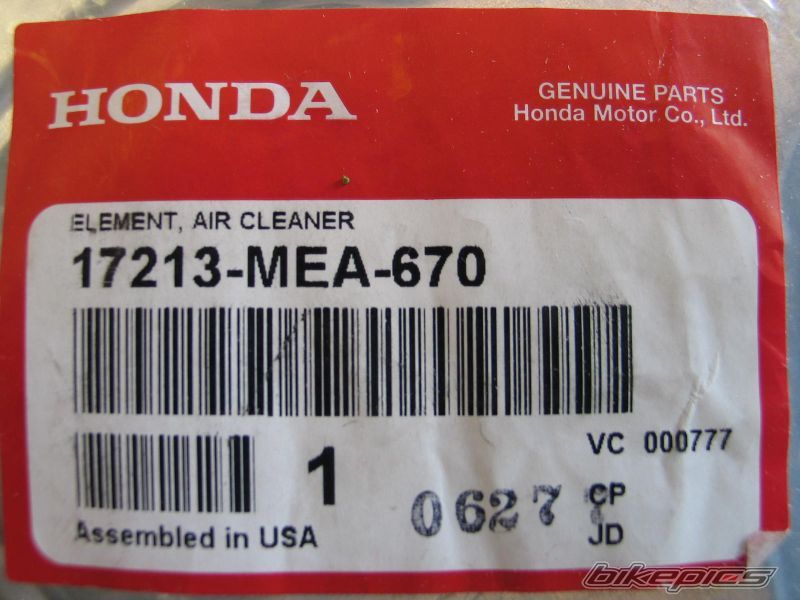 HONDA
GENUINE PARTS
Honda Motor Co., Ltd.
ELEMENT, AIR CLEANER
17213-MEA-670
1
VC 000777
CP
0627
Assembled in USA
JD
bikepics